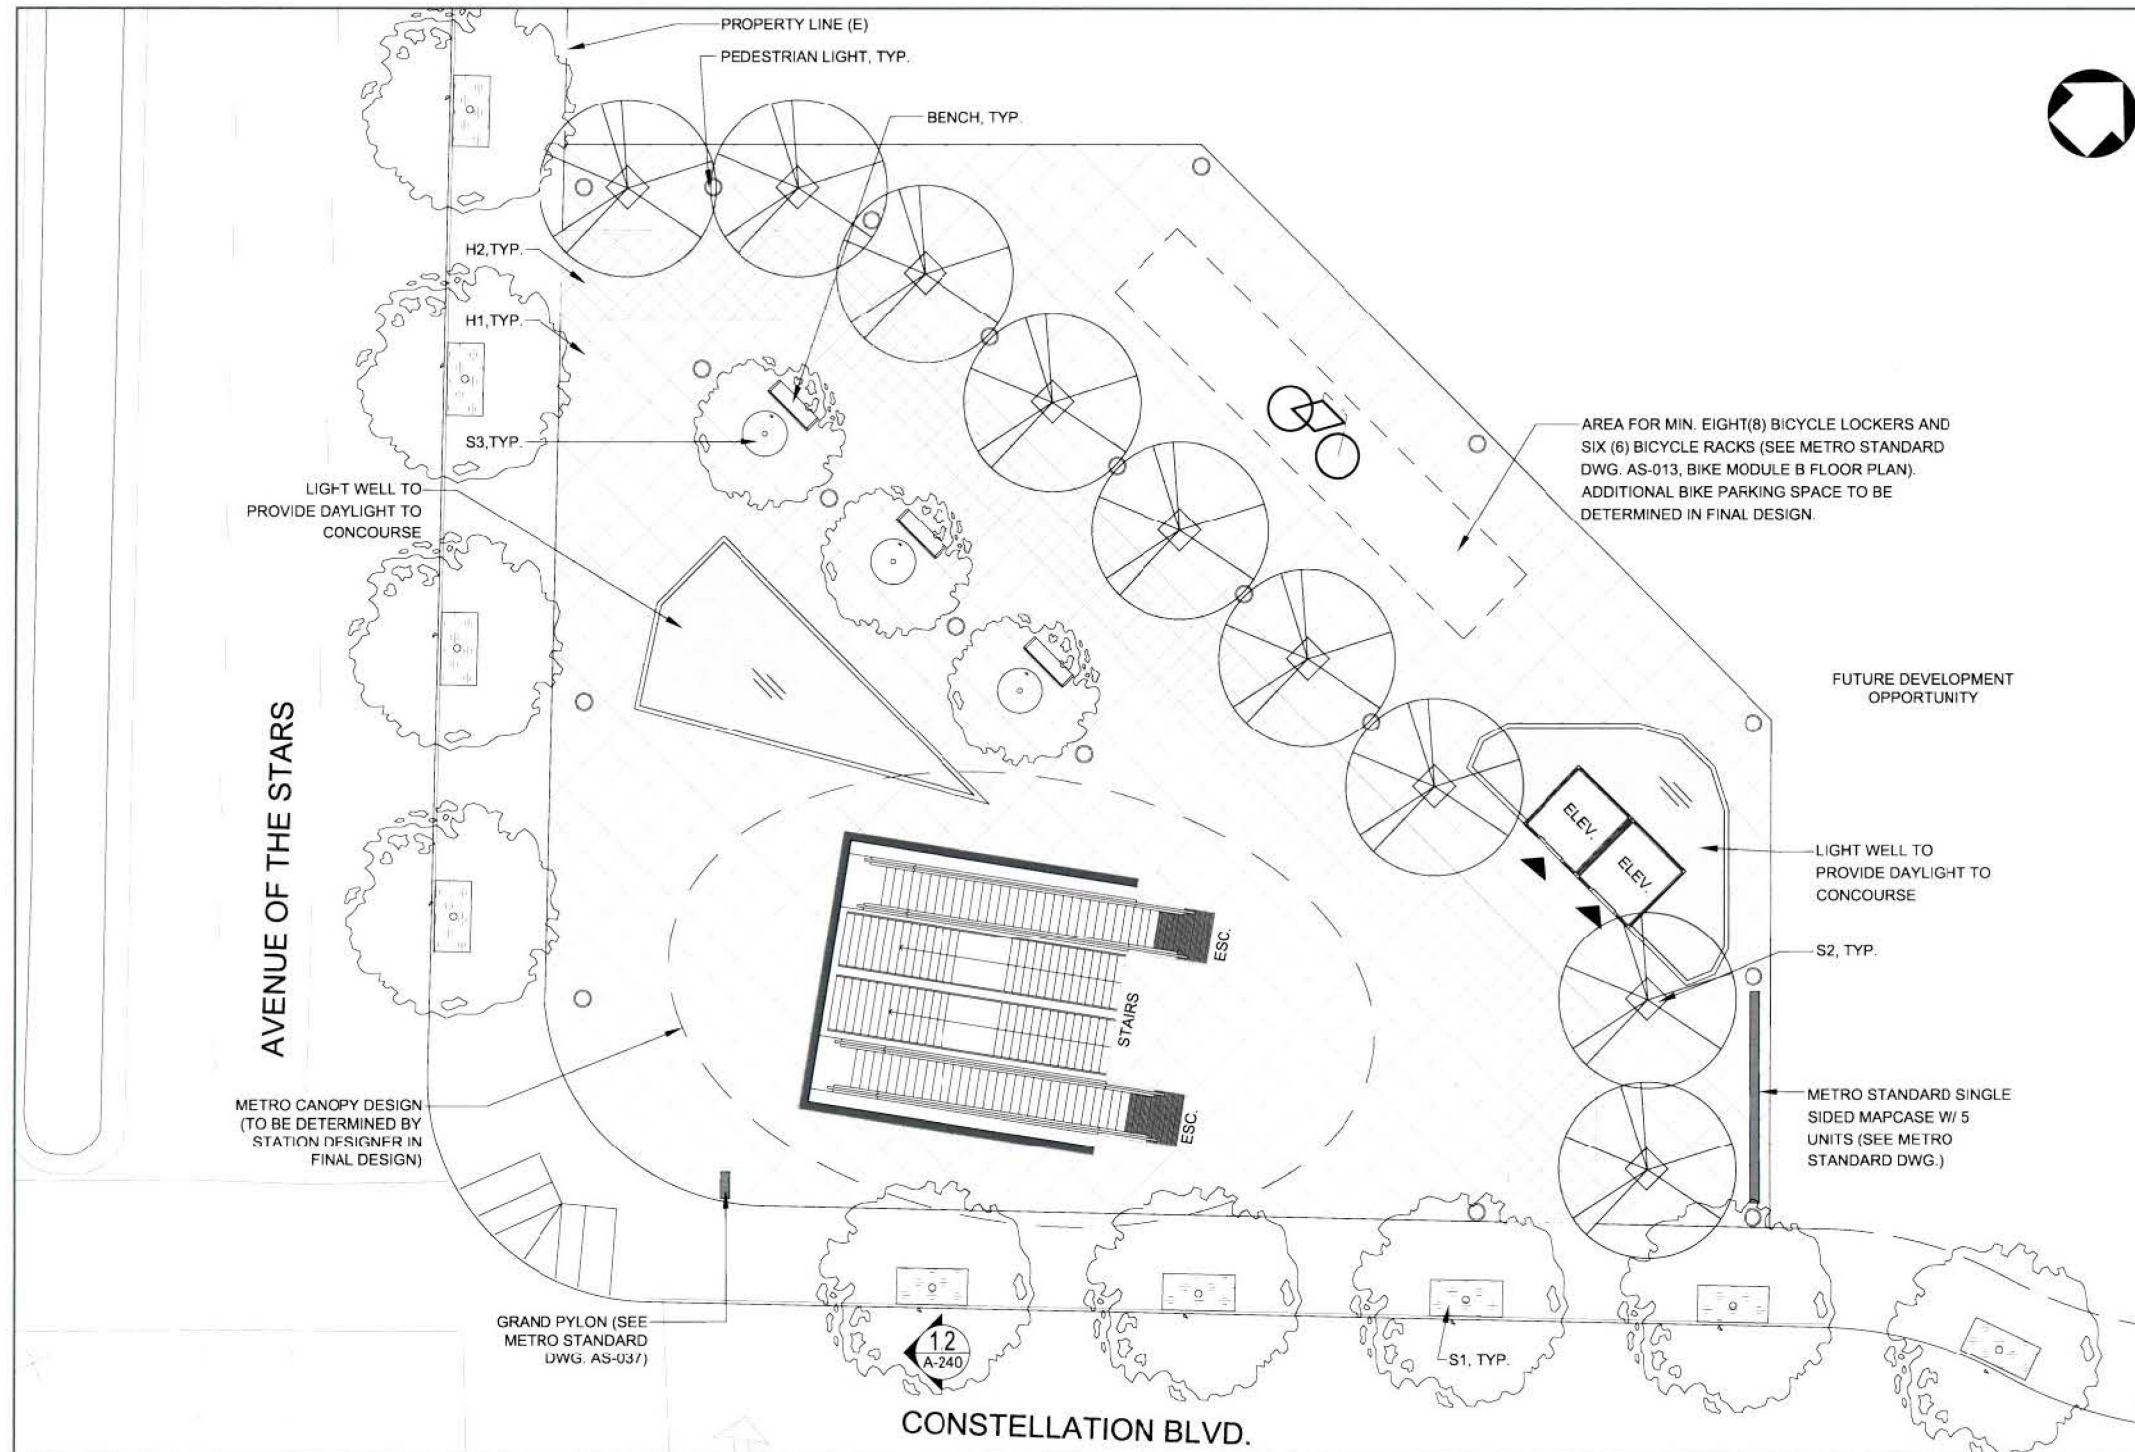 PROPERTY LINE (E)
PEDESTRIAN LIGHT, TYP.
BENCH, TYP.
H2,TYP.
H1,TYP.
S3,TYP.
LIGHT WELL TO
PROVIDE DAYLIGHT TO
CONCOURSE
AREA FOR MIN. EIGHT(8) BICYCLE LOCKERS AND
SIX (6) BICYCLE RACKS (SEE METRO STANDARD
DWG. AS-013, BIKE MODULE B FLOOR PLAN).
ADDITIONAL BIKE PARKING SPACE TO BE
DETERMINED IN FINAL DESIGN.
FUTURE DEVELOPMENT
OPPORTUNITY
AVENUE OF THE STARS
ELEV.
ELEV.
LIGHT WELL TO
PROVIDE DAYLIGHT TO
CONCOURSE
S2, TYP.
ESC.
STAIRS
ESC.
METRO CANOPY DESIGN
(TO BE DETERMINED BY
STATION DESIGNER IN
FINAL DESIGN)
METRO STANDARD SINGLE
SIDED MAPCASE W/ 5
UNITS (SEE METRO
STANDARD DWG.)
GRAND PYLON (SEE
METRO STANDARD
DWG. AS-037)
1.2
A-240
S1, TYP.
CONSTELLATION BLVD.